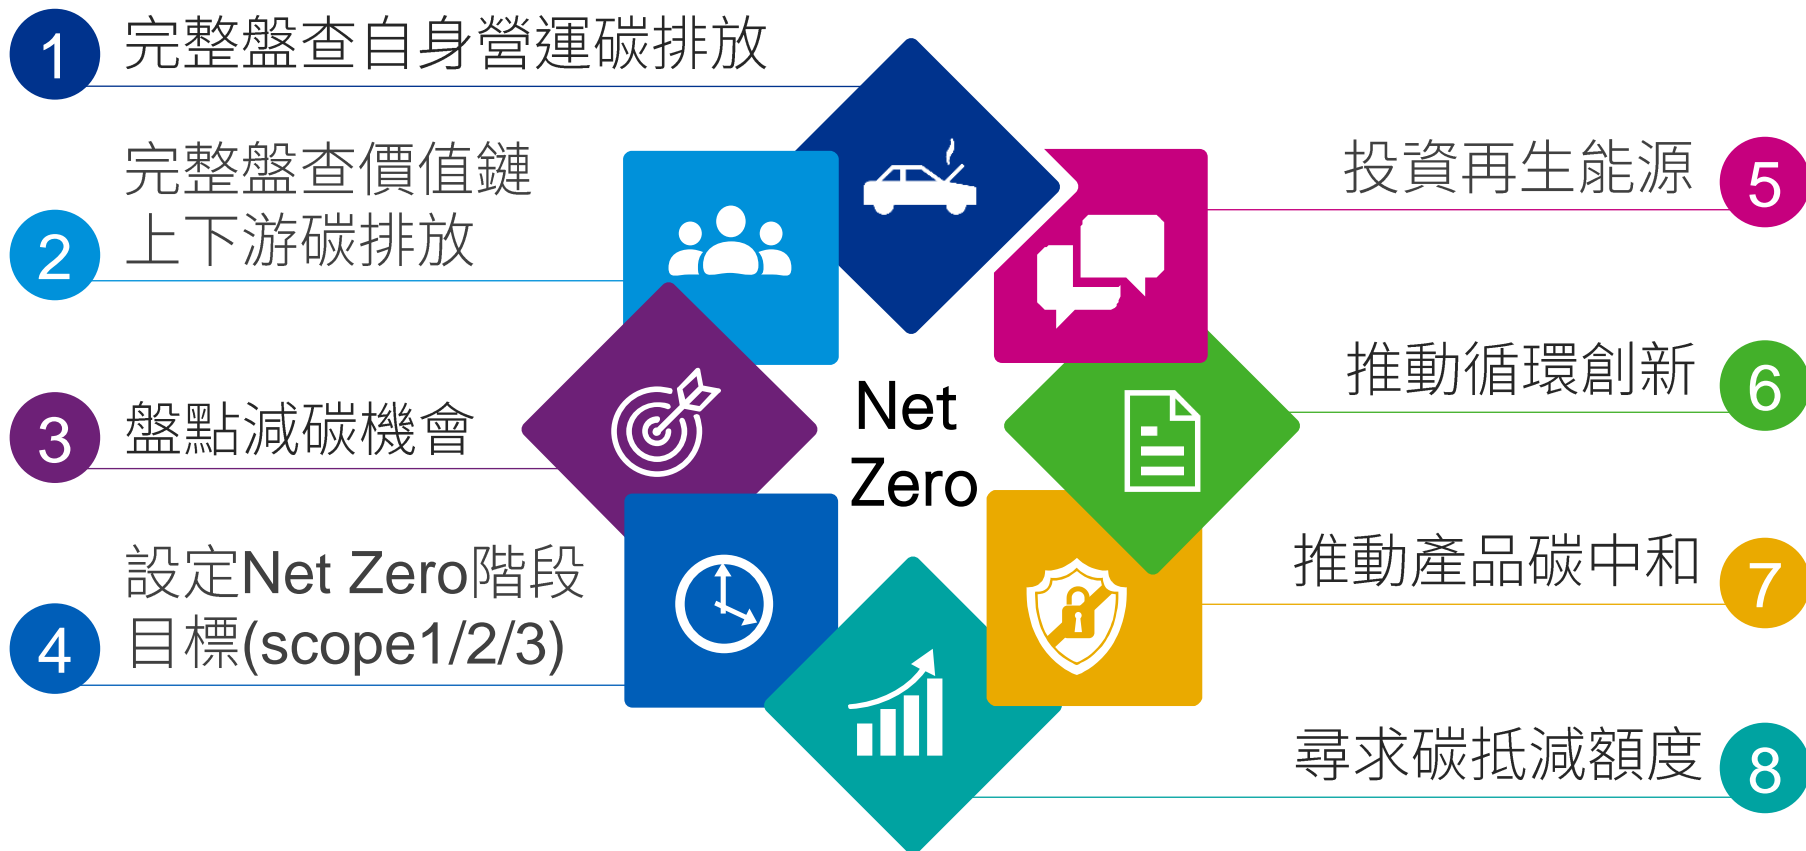 1
完整盤查自身營運碳排放
2
完整盤查價值鏈
上下游碳排放
3
盤點減碳機會
4
設定Net Zero階段
目標(scope1/2/3)
Net
Zero
投資再生能源
5
推動循環創新
6
推動產品碳中和
7
尋求碳抵減額度
8